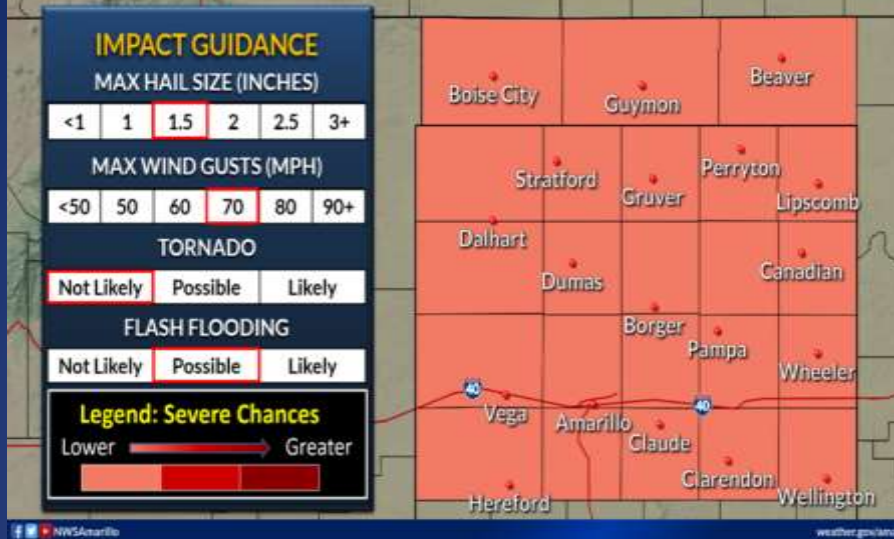 IMPACT GUIDANCE
MAX HAIL SIZE (INCHES)
<1 1 1.5 2 2.5 3+
MAX WIND GUSTS (MPH)
<50 50 60 70 80 90+
TORNADO
Not Likely Possible Likely
FLASH FLOODING
Not Likely Possible Likely
Legend: Severe Chances
Lower Greater
Boise City
Guymon
Beaver
Stratford
Gruver
Perryton
Lipscomb
Dalhart
Dumas
Canadian
Borger
Pampa
Wheeler
40
Vega
Amarillo
40
Claude
Clarendon
Hereford
Wellington
NWSAmarillo
weather.gov/ama